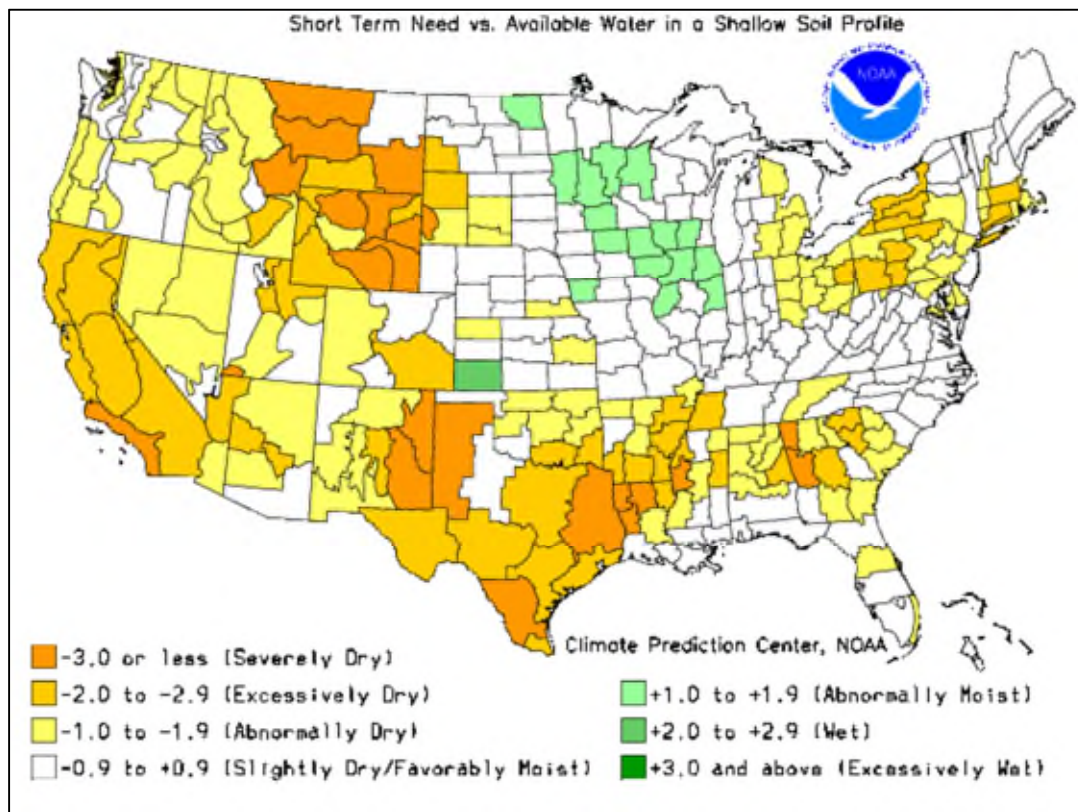 Short Term Need vs. Available Water in a Shallow Soil Profile
NOAA
Climate Prediction Center, NOAA
-3.0 or less (Severely Dry)
-2.0 to -2.9 (Excessively Dry)
-1.0 to -1.9 (Abnormally Dry)
-0.9 to +0.9 (Slightly Dry/Favorably Moist)
+1.0 to +1.9 (Abnormally Moist)
+2.0 to +2.9 (Wet)
+3.0 and above (Excessively Wet)